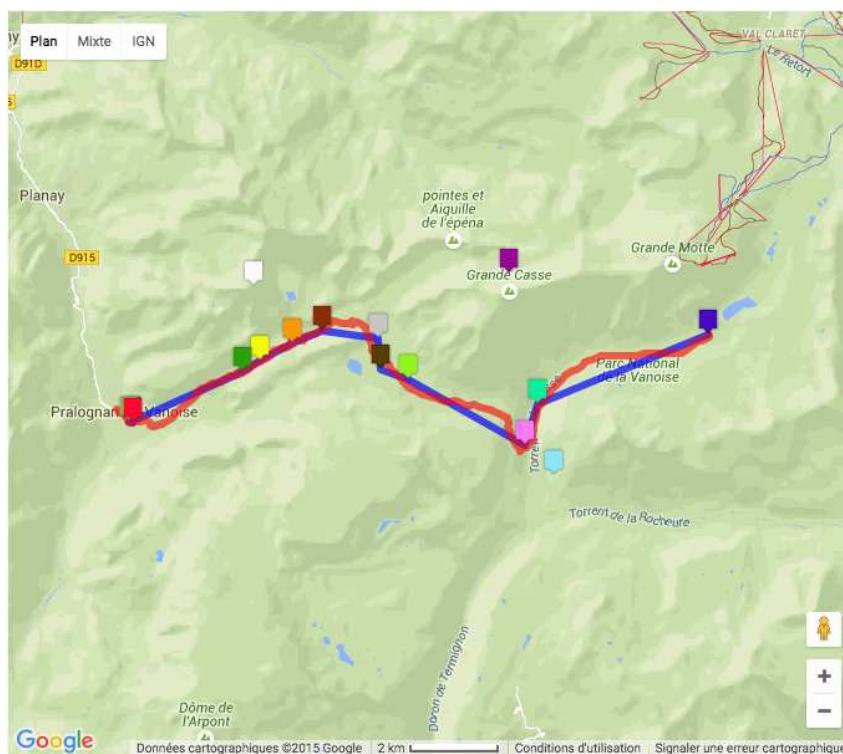 Plan
Mixte
IGN
ny
D91D
VAL CLARET
Le Retort
Planay
D915
pointes et
Aiguille
de l'épéna
Grande Motte
Grande Casse
Parc National
de la Vanoise
Pralognan
Vanoise
Torrent de la Rocheure
Doron de Termignon
Dôme de
l'Arpont
+
−
Google
Données cartographiques ©2015 Google
2 km
Conditions d'utilisation
Signaler une erreur cartographique